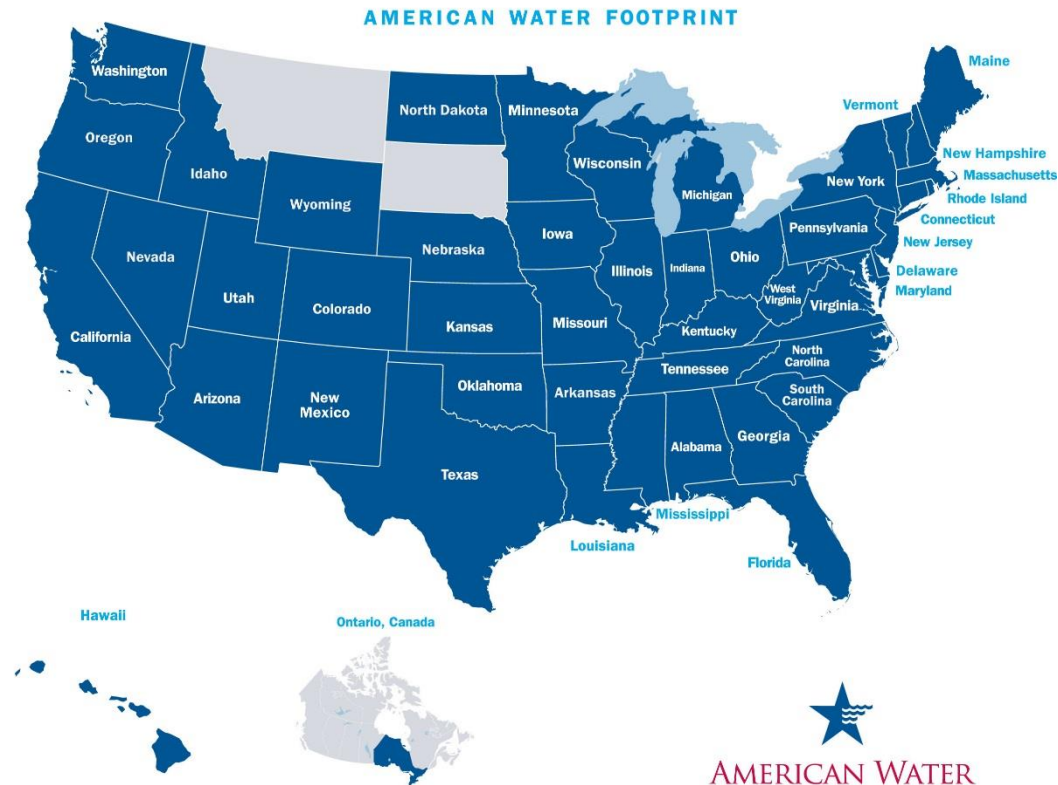 AMERICAN WATER FOOTPRINT
Washington
Oregon
Idaho
Wyoming
North Dakota
Minnesota
Wisconsin
Michigan
Maine
Vermont
New Hampshire
Massachusetts
Rhode Island
Connecticut
New York
Pennsylvania
New Jersey
Delaware
Maryland
Nevada
Utah
California
Colorado
Nebraska
Iowa
Illinois
Indiana
Ohio
West
Virginia
Virginia
Kansas
Missouri
Kentucky
North
Carolina
Tennessee
South
Carolina
Arizona
New
Mexico
Oklahoma
Arkansas
Texas
Alabama
Georgia
Mississippi
Louisiana
Florida
Hawaii
Ontario, Canada
AMERICAN WATER